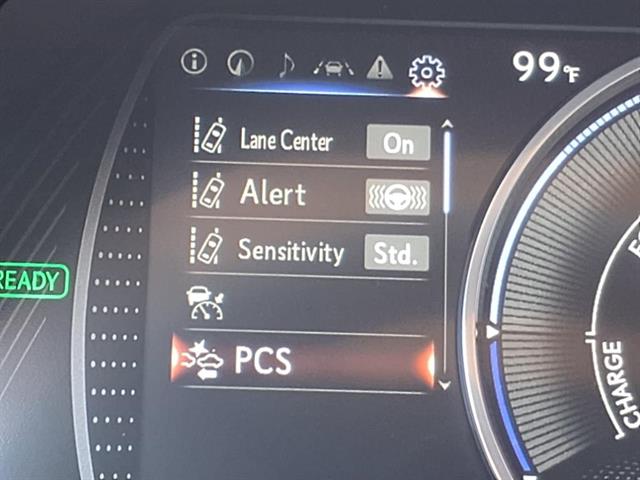 99°F
Lane Center On
Alert
Sensitivity Std.
READY
PCS
CHARGE